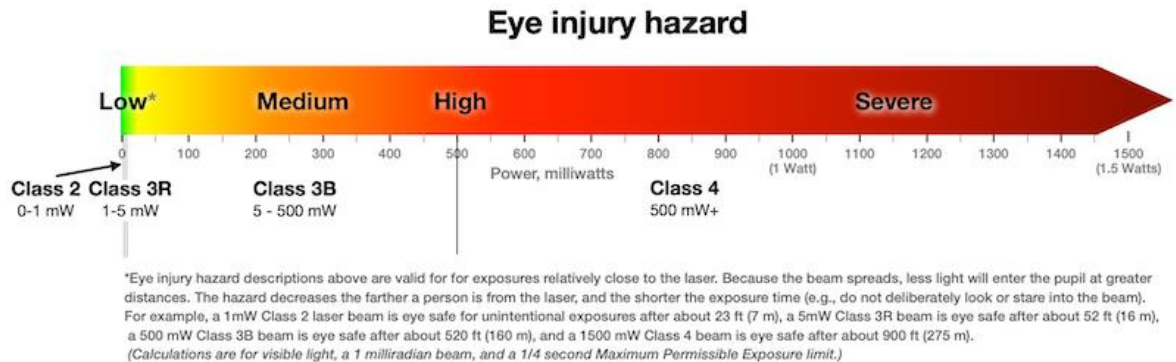 Eye injury hazard
Low* Medium High Severe
0 100 200 300 400 500 600 700 800 900 1000 1100 1200 1300 1400 1500
Power, milliwatts (1 Watt) (1.5 Watts)
Class 2 Class 3R Class 3B Class 4
0-1 mW 1-5 mW 5 - 500 mW 500 mW+
*Eye injury hazard descriptions above are valid for for exposures relatively close to the laser. Because the beam spreads, less light will enter the pupil at greater
distances. The hazard decreases the farther a person is from the laser, and the shorter the exposure time (e.g., do not deliberately look or stare into the beam).
For example, a 1mW Class 2 laser beam is eye safe for unintentional exposures after about 23 ft (7 m), a 5mW Class 3R beam is eye safe after about 52 ft (16 m),
a 500 mW Class 3B beam is eye safe after about 520 ft (160 m), and a 1500 mW Class 4 beam is eye safe after about 900 ft (275 m).
(Calculations are for visible light, a 1 milliradian beam, and a 1/4 second Maximum Permissible Exposure limit.)